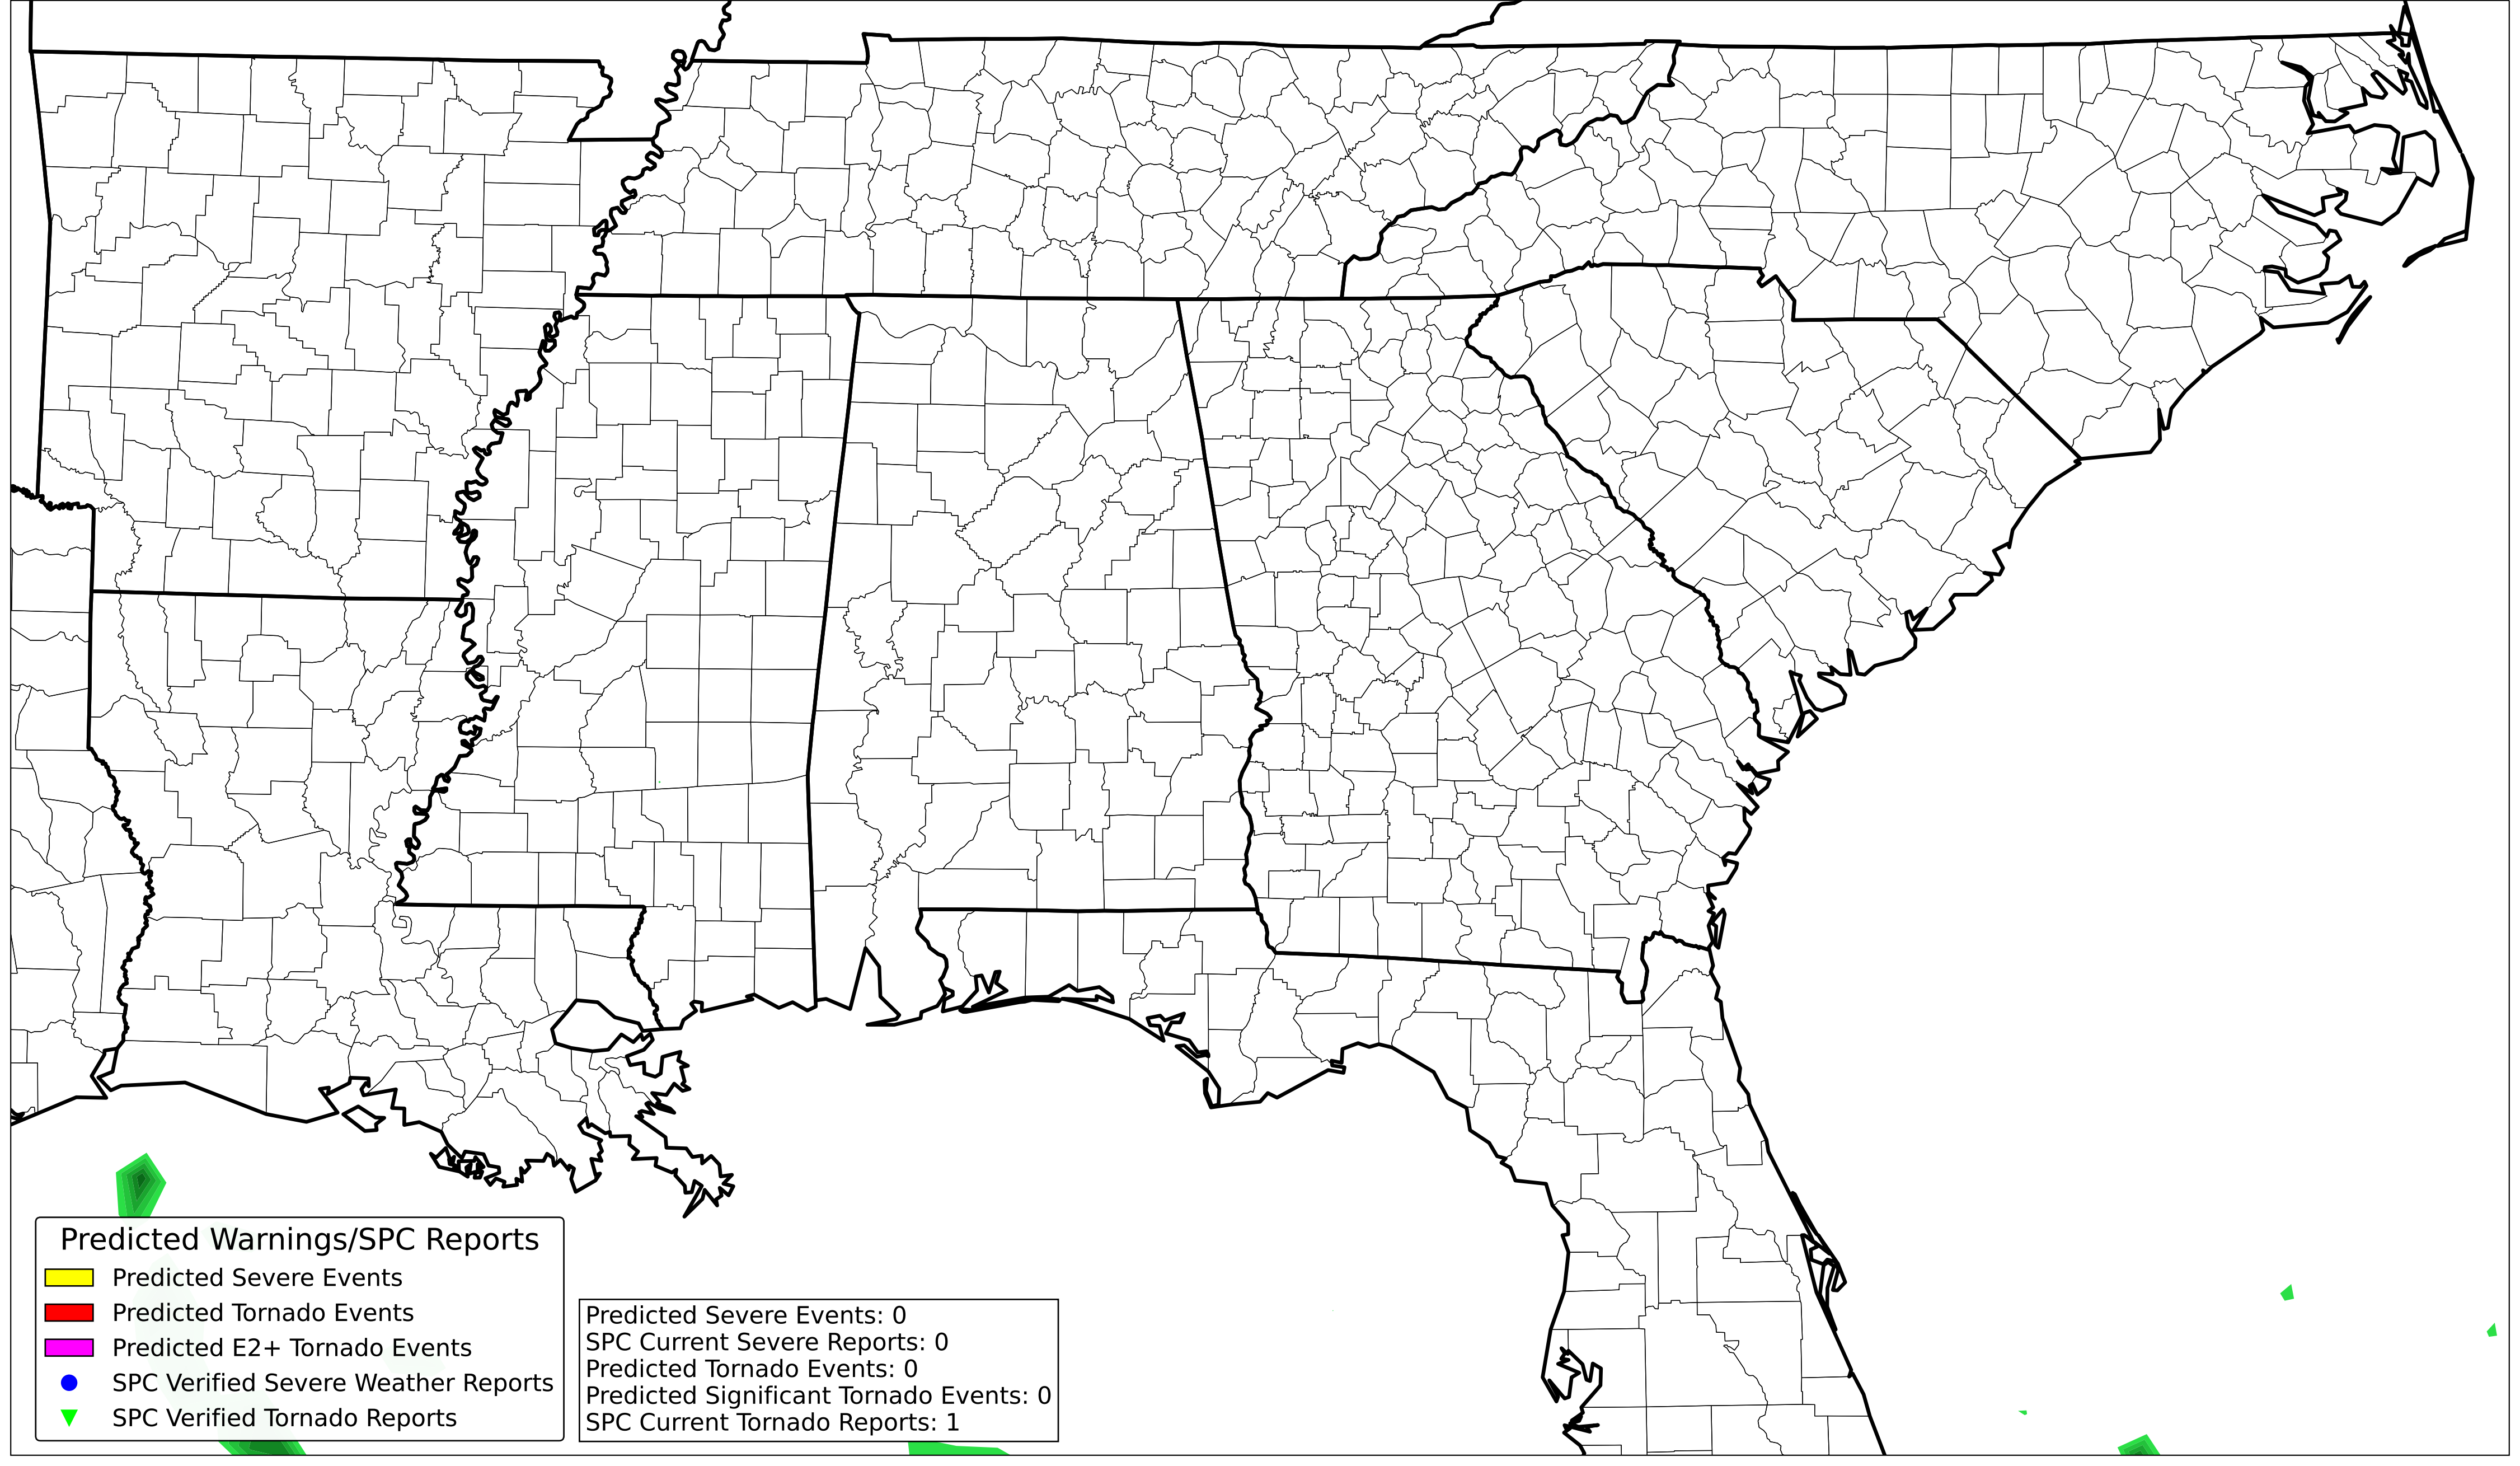 Predicted Warnings/SPC Reports
Predicted Severe Events
Predicted Tornado Events
Predicted E2+ Tornado Events
SPC Verified Severe Weather Reports
SPC Verified Tornado Reports
Predicted Severe Events: 0
SPC Current Severe Reports: 0
Predicted Tornado Events: 0
Predicted Significant Tornado Events: 0
SPC Current Tornado Reports: 1